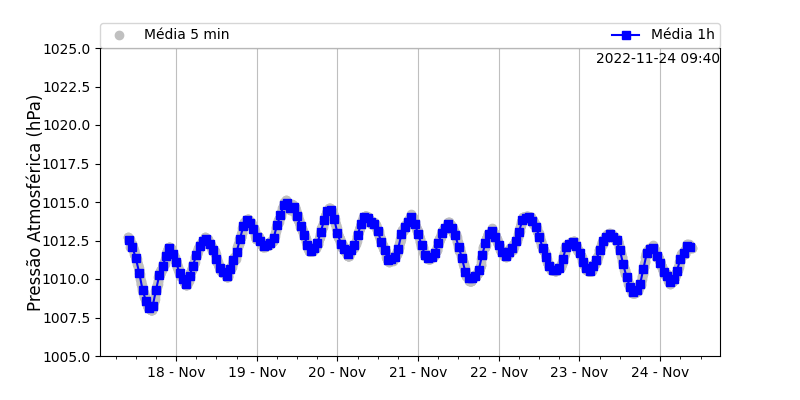 Média 5 min
Média 1h
2022-11-24 09:40
Pressão Atmosférica (hPa)
1025.0
1022.5
1020.0
1017.5
1015.0
1012.5
1010.0
1007.5
1005.0
18 - Nov
19 - Nov
20 - Nov
21 - Nov
22 - Nov
23 - Nov
24 - Nov